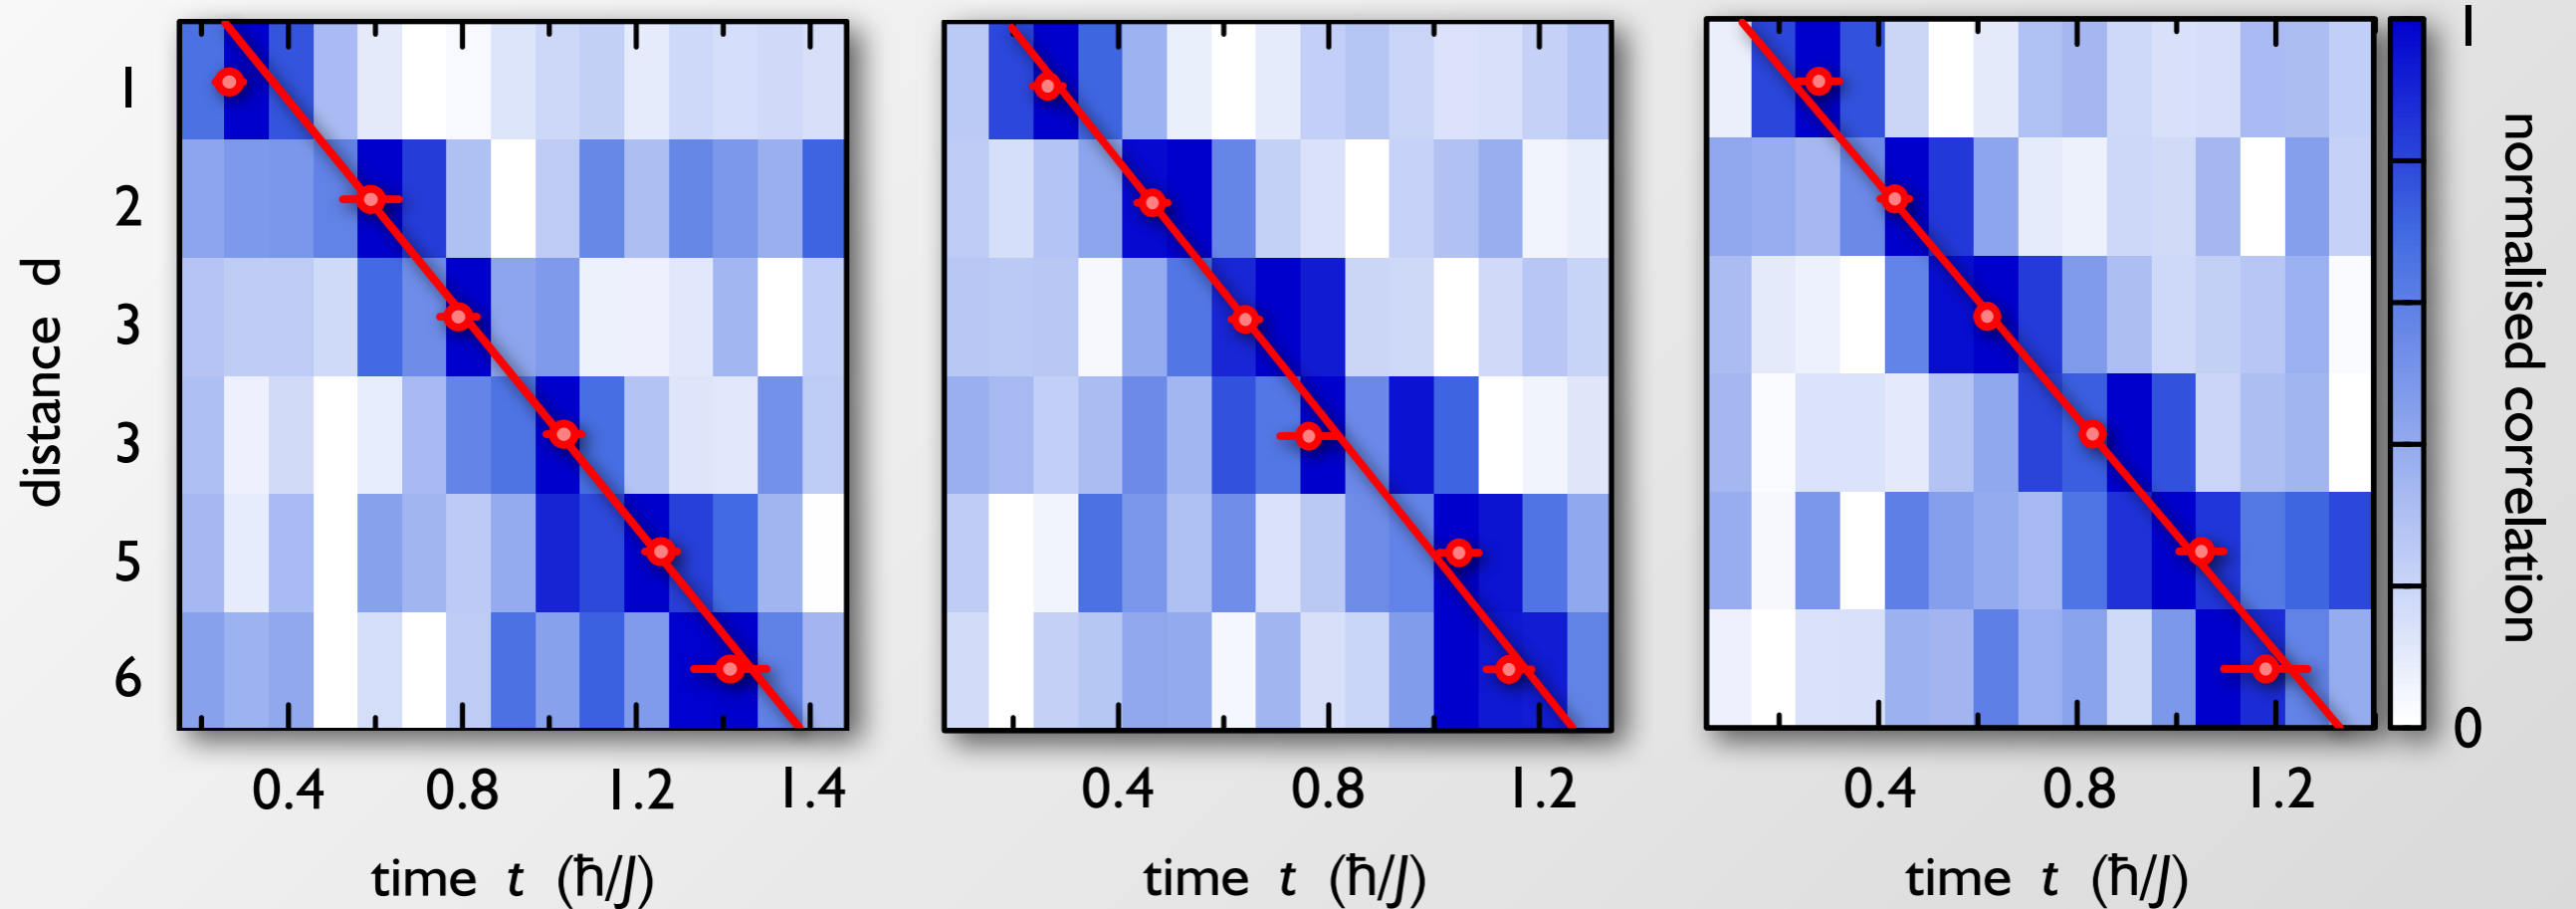 distance d
1
2
3
3
5
6
0.4 0.8 1.2 1.4
time t (ħ/J)
0.4 0.8 1.2
time t (ħ/J)
0.4 0.8 1.2
time t (ħ/J)
1
normalised correlation
0